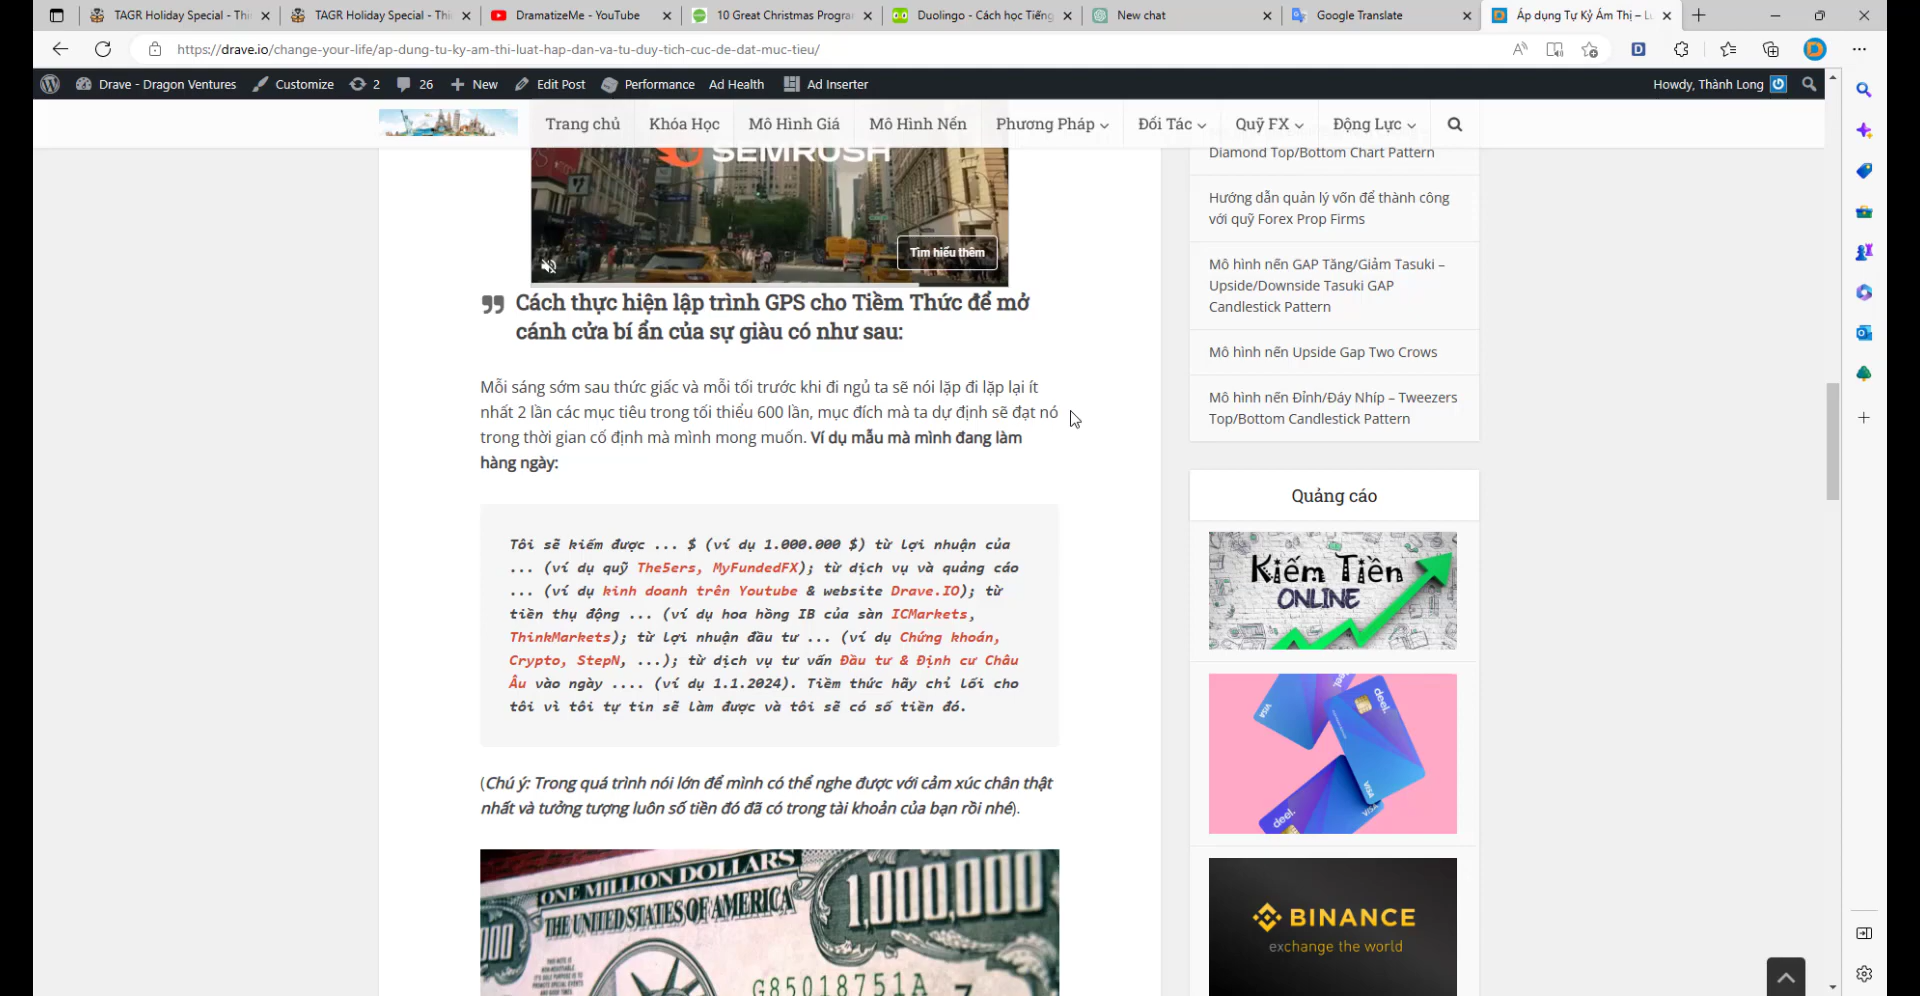 TAGR Holiday Special - Thi
TAGR Holiday Special - Thi
DramatizeMe - YouTube
10 Great Christmas Progra
Duolingo - Cách học Tiếng
New chat
Google Translate
Áp dụng Tự Kỷ Ám Thị – L
https://drave.io/change-your-life/ap-dung-tu-ky-am-thi-luat-hap-dan-va-tu-duy-tich-cuc-de-dat-muc-tieu/
Drave - Dragon Ventures
Customize
2
26
New
Edit Post
Performance
Ad Health
Ad Inserter
Howdy, Thành Long
Trang chủ
Khóa Học
Mô Hình Giá
Mô Hình Nến
Phương Pháp
Đối Tác
Quỹ FX
Động Lực
SEMRUSH
Tìm hiểu thêm
Cách thực hiện lập trình GPS cho Tiềm Thức để mở
cánh cửa bí ẩn của sự giàu có như sau:
Mỗi sáng sớm sau thức giấc và mỗi tối trước khi đi ngủ ta sẽ nói lặp đi lặp lại ít
nhất 2 lần các mục tiêu trong tối thiểu 600 lần, mục đích mà ta dự định sẽ đạt nó
trong thời gian cố định mà mình mong muốn. Ví dụ mẫu mà mình đang làm
hàng ngày:
Tôi sẽ kiếm được ... $ (ví dụ 1.000.000 $) từ lợi nhuận của
... (ví dụ quỹ The5ers, MyFundedFX); từ dịch vụ và quảng cáo
... (ví dụ kinh doanh trên Youtube & website Drave.IO); từ
tiền thụ động ... (ví dụ hoa hồng IB của sàn ICMarkets,
ThinkMarkets); từ lợi nhuận đầu tư ... (ví dụ Chứng khoán,
Crypto, StepN, ...); từ dịch vụ tư vấn Đầu tư & Định cư Châu
Âu vào ngày .... (ví dụ 1.1.2024). Tiềm thức hãy chỉ lối cho
tôi vì tôi tự tin sẽ làm được và tôi sẽ có số tiền đó.
(Chú ý: Trong quá trình nói lớn để mình có thể nghe được với cảm xúc chân thật
nhất và tưởng tượng luôn số tiền đó đã có trong tài khoản của bạn rồi nhé).
ONE MILLION DOLLARS
THE UNITED STATES OF AMERICA
1,000,000
G85018751A
Diamond Top/Bottom Chart Pattern
Hướng dẫn quản lý vốn để thành công
với quỹ Forex Prop Firms
Mô hình nến GAP Tăng/Giảm Tasuki –
Upside/Downside Tasuki GAP
Candlestick Pattern
Mô hình nến Upside Gap Two Crows
Mô hình nến Đỉnh/Đáy Nhíp – Tweezers
Top/Bottom Candlestick Pattern
Quảng cáo
Kiếm Tiền
ONLINE
deel.
VISA
VISA
deel.
VISA
BINANCE
exchange the world